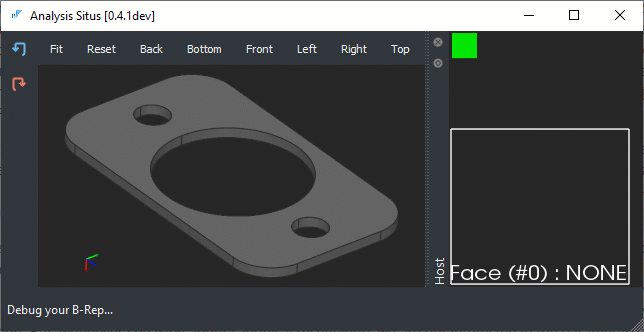 Analysis Situs [0.4.1dev]
Fit Reset Back Bottom Front Left Right Top
Host
Face (#0) : NONE
Debug your B-Rep...